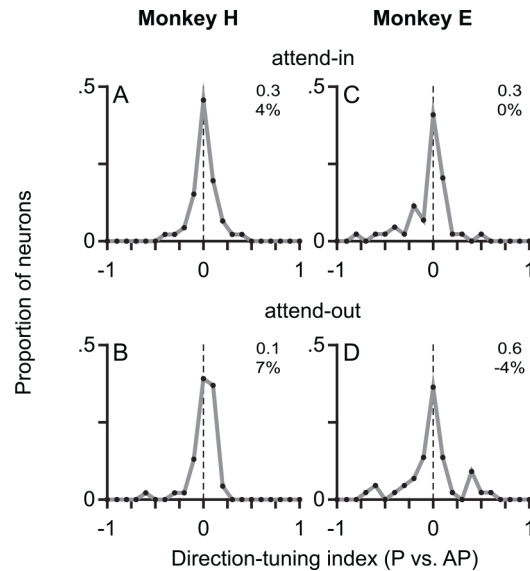 Monkey H
Monkey E
attend-in
A
0.3
4%
.5
0
-1
0
1
C
0.3
0%
.5
0
-1
0
1
attend-out
B
0.1
7%
.5
0
-1
0
1
D
0.6
-4%
.5
0
-1
0
1
Proportion of neurons
Direction-tuning index (P vs. AP)